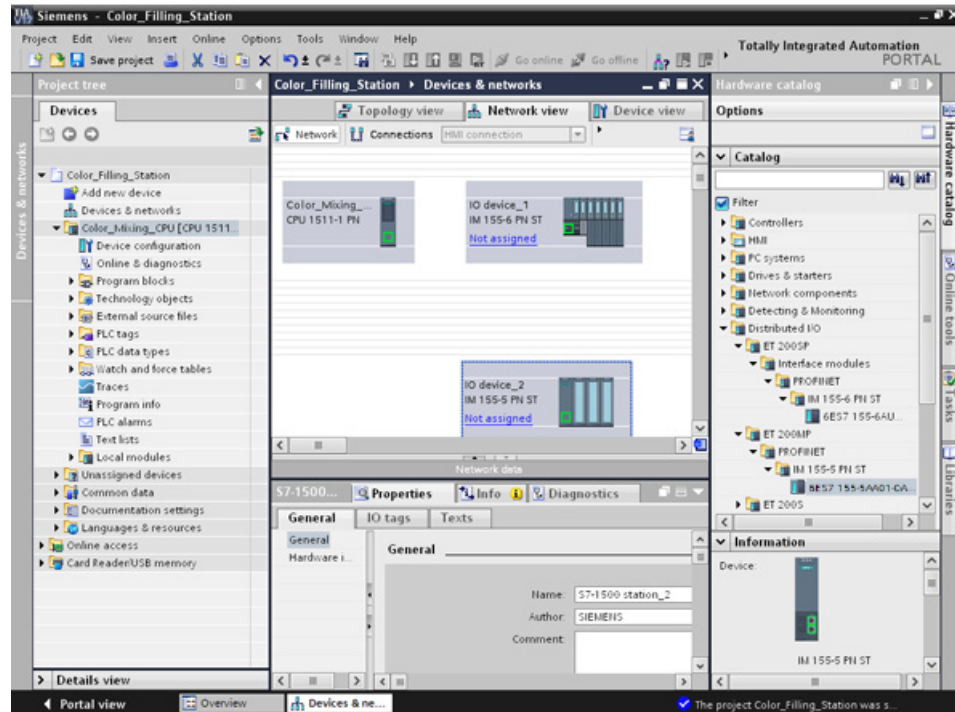 Siemens - Color_Filling_Station
Project Edit View Insert Online Options Tools Window Help
Totally Integrated Automation
PORTAL
Save project
Go online
Go offline
Project tree
Devices
Devices & networks
Color_Filling_Station
Add new device
Devices & networks
Color_Mixing_CPU [CPU 1511...
Device configuration
Online & diagnostics
Program blocks
Technology objects
External source files
PLC tags
PLC data types
Watch and force tables
Traces
Program info
PLC alarms
Text lists
Local modules
Unassigned devices
Common data
Documentation settings
Languages & resources
Online access
Card Reader/USB memory
Details view
Color_Filling_Station Devices & networks
Topology view
Network view
Device view
Network
Connections
HMI connection
Color_Mixing_...
CPU 1511-1 PN
IO device_1
IM 155-6 PN ST
Not assigned
IO device_2
IM 155-5 PN ST
Not assigned
Network data
S7-1500...
Properties
Info
Diagnostics
General
IO tags
Texts
General
Hardware i...
General
Name: S7-1500 station_2
Author: SIEMENS
Comment:
Hardware catalog
Options
Catalog
Filter
Controllers
HMI
PC systems
Drives & starters
Network components
Detecting & Monitoring
Distributed I/O
ET 200SP
Interface modules
PROFINET
IM 155-6 PN ST
6ES7 155-6AU...
ET 200MP
PROFINET
IM 155-5 PN ST
6ES7 155-5AA01-0A...
ET 200S
Information
Device:
IM 155-5 PN ST
Hardware catalog
Online tools
Tasks
Libraries
Portal view
Overview
Devices & ne...
The project Color_Filling_Station was s...